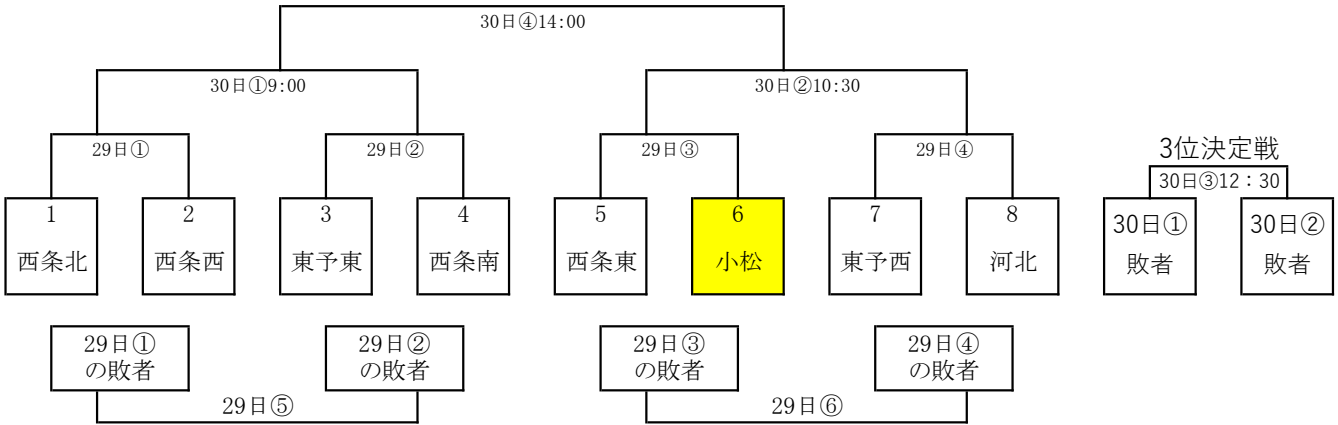 30日④14:00
30日①9:00
30日②10:30
29日①
29日②
29日③
29日④
3位決定戦
30日③12：30
1
西条北
2
西条西
3
東予東
4
西条南
5
西条東
6
小松
7
東予西
8
河北
30日①
敗者
30日②
敗者
29日①
の敗者
29日②
の敗者
29日③
の敗者
29日④
の敗者
29日⑤
29日⑥